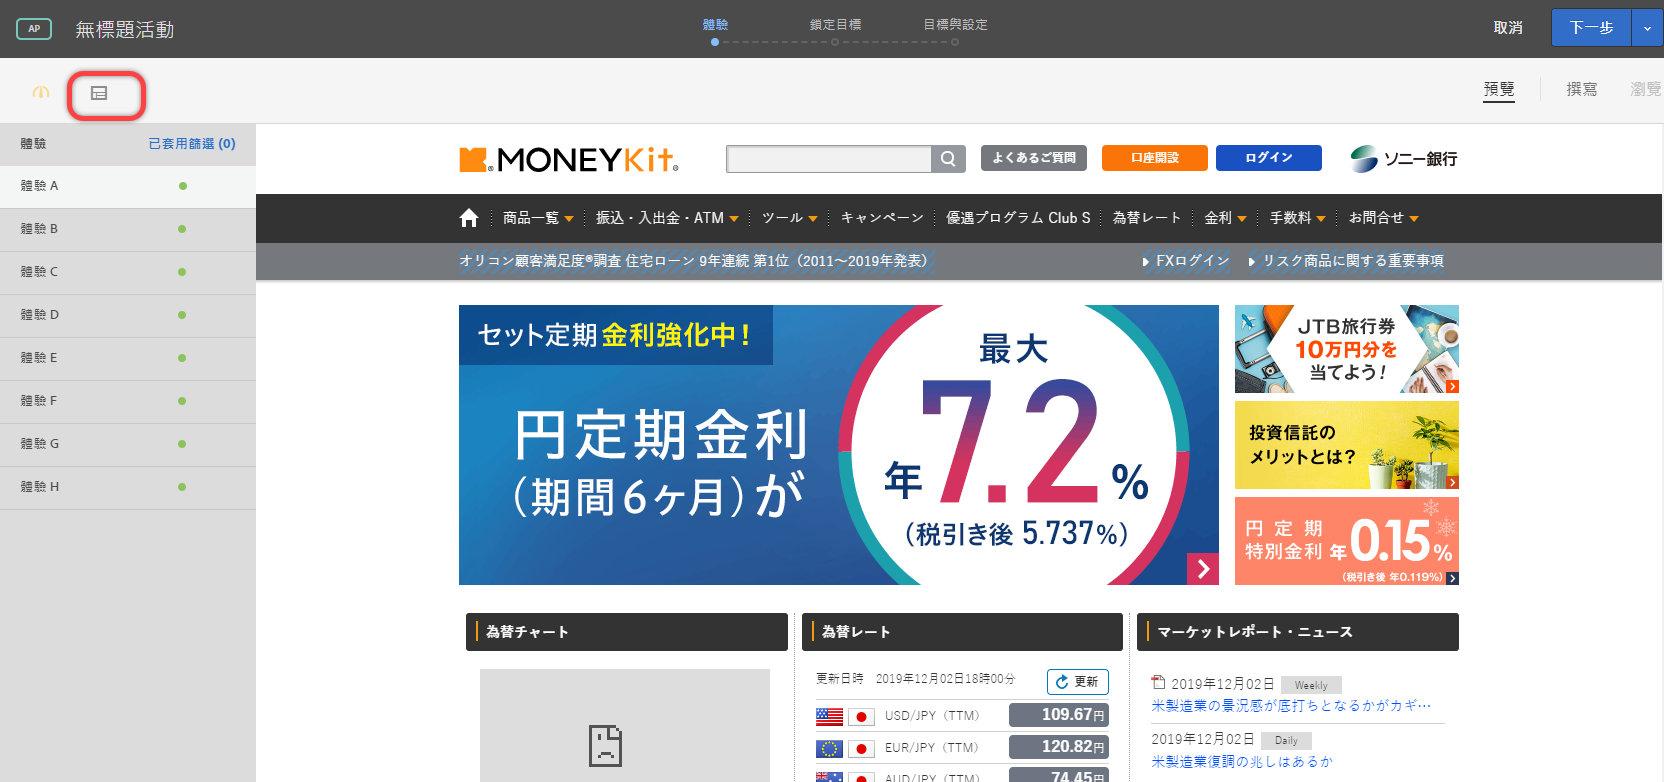 AP
無標題活動
體驗
鎖定目標
目標與設定
取消
下一步
預覽
撰寫
瀏覽
體驗
已套用篩選 (0)
體驗 A
體驗 B
體驗 C
體驗 D
體驗 E
體驗 F
體驗 G
體驗 H
MONEYKit
よくあるご質問
口座開設
ログイン
ソニー銀行
商品一覧
振込・入出金・ATM
ツール
キャンペーン
優遇プログラム Club S
為替レート
金利
手数料
お問合せ
オリコン顧客満足度®調査 住宅ローン 9年連続 第1位（2011～2019年発表）
FXログイン
リスク商品に関する重要事項
セット定期 金利強化中！
円定期金利
（期間6ヶ月）が
最大
年7.2%
（税引き後 5.737%）
JTB旅行券
10万円分を
当てよう！
投資信託の
メリットとは？
円定期
特別金利 年0.15%
（税引き後 年0.119%）
為替チャート
為替レート
更新日時 2019年12月02日18時00分
更新
USD/JPY（TTM）
109.67円
EUR/JPY（TTM）
120.82円
AUD/JPY（TTM）
74.45円
マーケットレポート・ニュース
2019年12月02日 Weekly
米製造業の景況感が底打ちとなるかがカギ…
2019年12月02日 Daily
米製造業復調の兆しはあるか